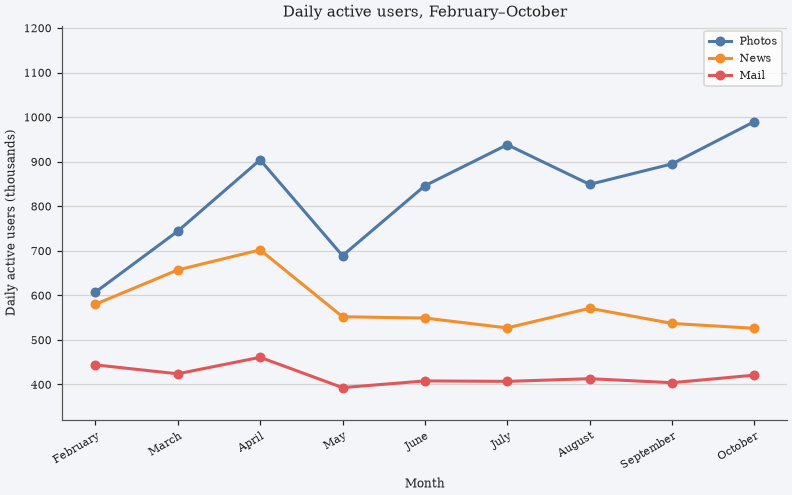 Daily active users, February–October
Daily active users (thousands)
1200
1100
1000
900
800
700
600
500
400
Photos
News
Mail
February
March
April
May
June
July
August
September
October
Month